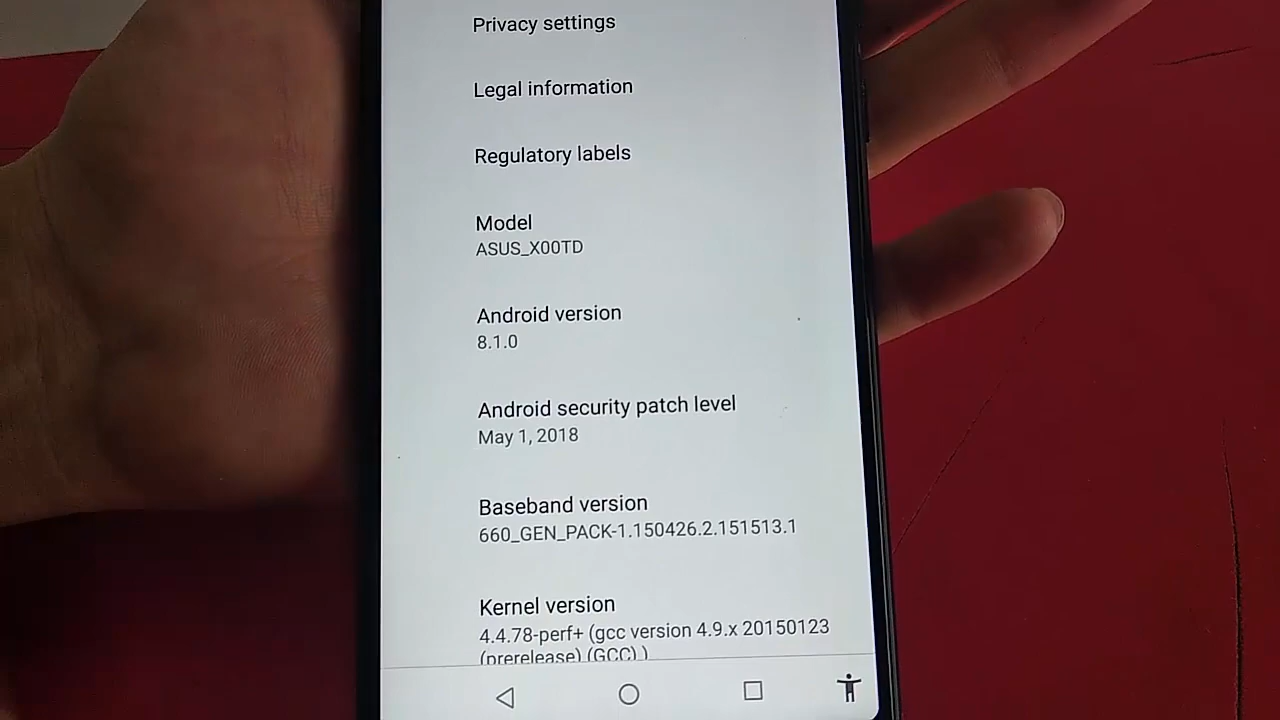 Privacy settings
Legal information
Regulatory labels
Model
ASUS_X00TD
Android version
8.1.0
Android security patch level
May 1, 2018
Baseband version
660_GEN_PACK-1.150426.2.151513.1
Kernel version
4.4.78-perf+ (gcc version 4.9.x 20150123
(prerelease) (GCC) )